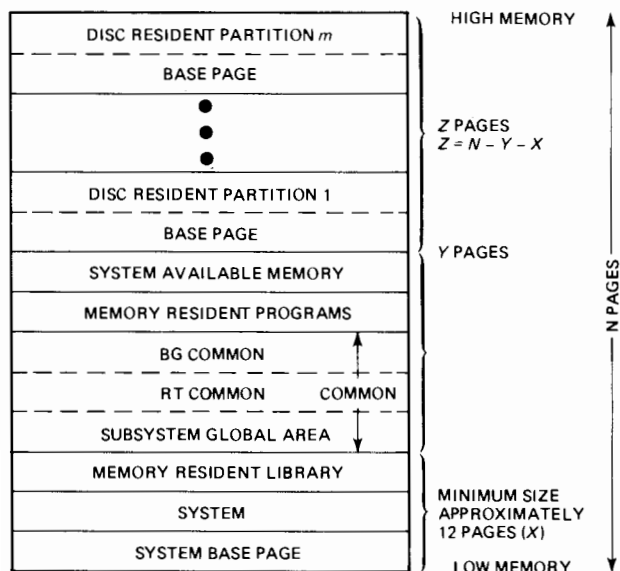 HIGH MEMORY
DISC RESIDENT PARTITION m
BASE PAGE
Z PAGES
Z = N – Y – X
DISC RESIDENT PARTITION 1
BASE PAGE
Y PAGES
SYSTEM AVAILABLE MEMORY
MEMORY RESIDENT PROGRAMS
N PAGES
BG COMMON
RT COMMON
COMMON
SUBSYSTEM GLOBAL AREA
MEMORY RESIDENT LIBRARY
MINIMUM SIZE
APPROXIMATELY
12 PAGES (X)
SYSTEM
SYSTEM BASE PAGE
LOW MEMORY